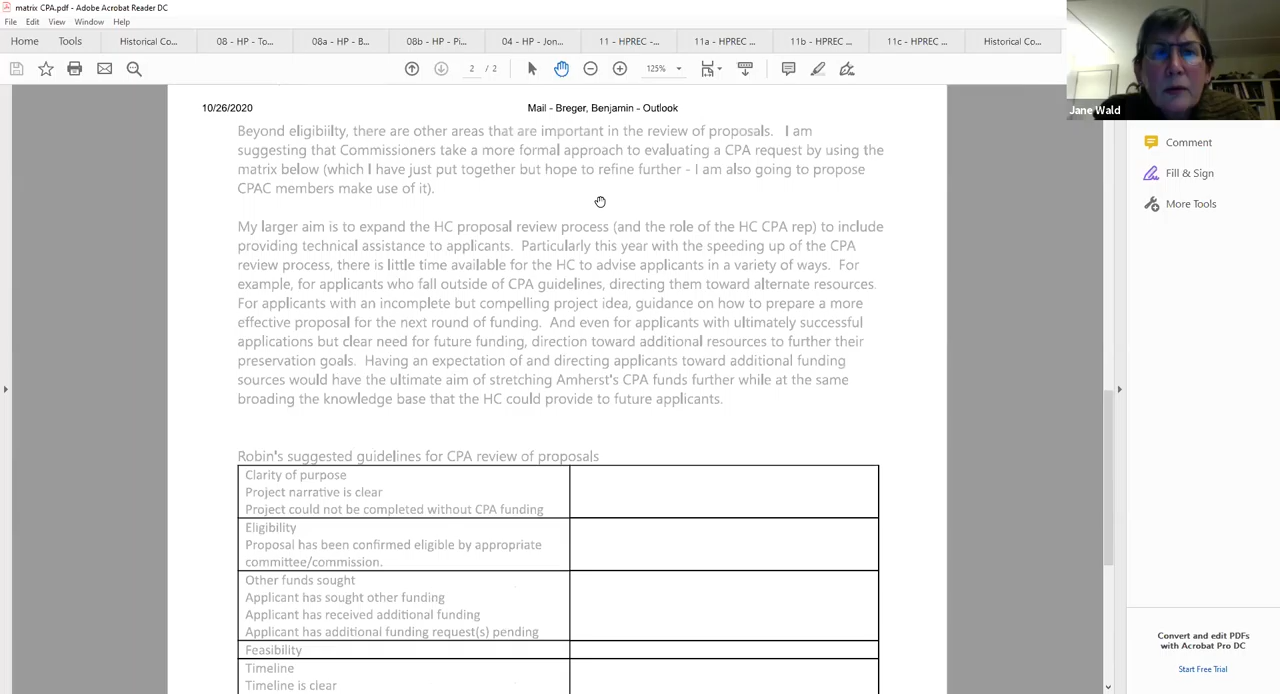 matrix CPA.pdf - Adobe Acrobat Reader DC
File Edit View Window Help
Home Tools Historical Co... 08 - HP - To... 08a - HP - B... 08b - HP - Pi... 04 - HP - Jon... 11 - HPREC -... 11a - HPREC ... 11b - HPREC ... 11c - HPREC ... Historical Co...
2 / 2 125%
Jane Wald
10/26/2020 Mail - Breger, Benjamin - Outlook
Beyond eligibiilty, there are other areas that are important in the review of proposals. I am
suggesting that Commissioners take a more formal approach to evaluating a CPA request by using the
matrix below (which I have just put together but hope to refine further - I am also going to propose
CPAC members make use of it).
My larger aim is to expand the HC proposal review process (and the role of the HC CPA rep) to include
providing technical assistance to applicants. Particularly this year with the speeding up of the CPA
review process, there is little time available for the HC to advise applicants in a variety of ways. For
example, for applicants who fall outside of CPA guidelines, directing them toward alternate resources.
For applicants with an incomplete but compelling project idea, guidance on how to prepare a more
effective proposal for the next round of funding. And even for applicants with ultimately successful
applications but clear need for future funding, direction toward additional resources to further their
preservation goals. Having an expectation of and directing applicants toward additional funding
sources would have the ultimate aim of stretching Amherst's CPA funds further while at the same
broading the knowledge base that the HC could provide to future applicants.
Robin's suggested guidelines for CPA review of proposals
Clarity of purpose
Project narrative is clear
Project could not be completed without CPA funding
Eligibility
Proposal has been confirmed eligible by appropriate
committee/commission.
Other funds sought
Applicant has sought other funding
Applicant has received additional funding
Applicant has additional funding request(s) pending
Feasibility
Timeline
Timeline is clear
Comment
Fill & Sign
More Tools
Convert and edit PDFs
with Acrobat Pro DC
Start Free Trial